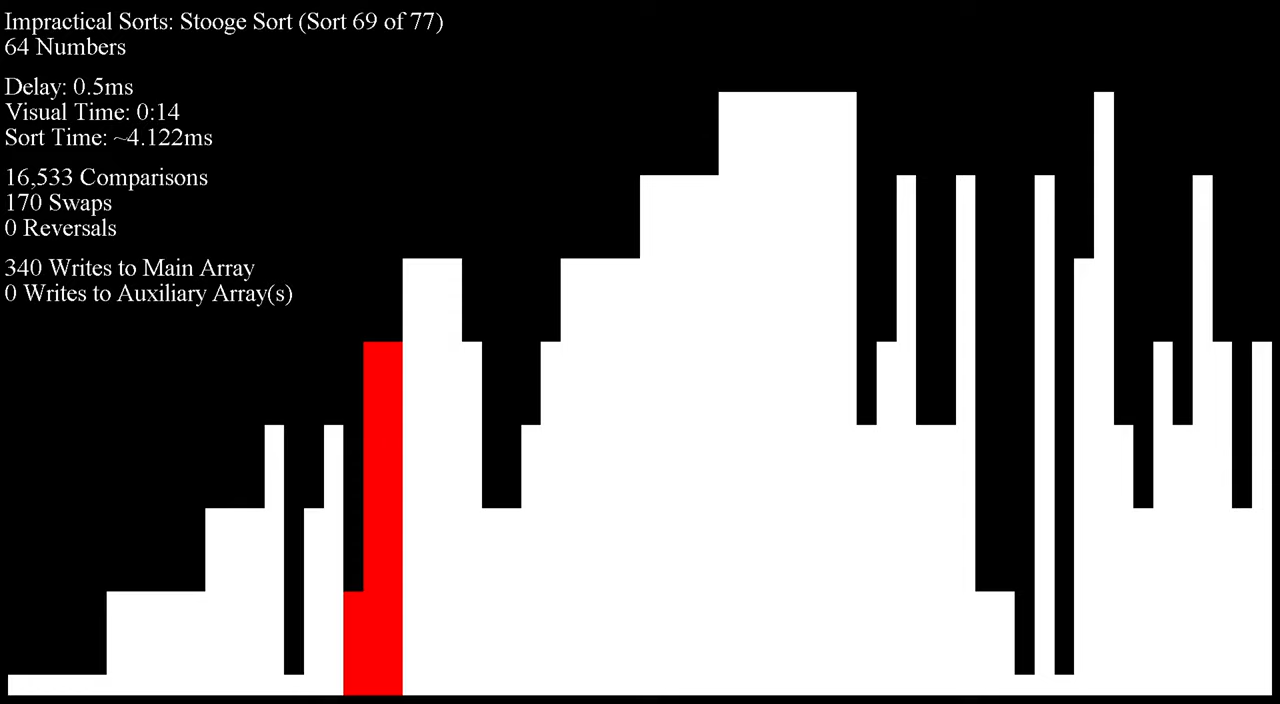 Impractical Sorts: Stooge Sort (Sort 69 of 77)
64 Numbers
Delay: 0.5ms
Visual Time: 0:14
Sort Time: ~4.122ms
16,533 Comparisons
170 Swaps
0 Reversals
340 Writes to Main Array
0 Writes to Auxiliary Array(s)